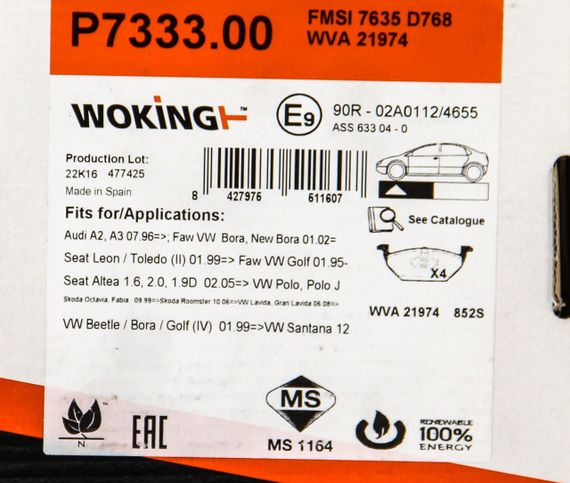 P7333.00
FMSI 7635 D768
WVA 21974
WOKING™
E9
90R - 02A0112/4655
ASS 633 04 - 0
Production Lot:
22K16 477425
Made in Spain
8 427976 611607
See Catalogue
Fits for/Applications:
Audi A2, A3 07.96=>; Faw VW Bora, New Bora 01.02=
Seat Leon / Toledo (II) 01.99=> Faw VW Golf 01.95-
Seat Altea 1.6, 2.0, 1.9D 02.05=> VW Polo, Polo J
Skoda Octavia, Fabia 09.99=>Skoda Roomster 10.06=>VW Lavida, Gran Lavida 06.08=>
VW Beetle / Bora / Golf (IV) 01.99=>VW Santana 12
X4
WVA 21974 852S
N
EAC
MS
MS 1164
RENEWABLE
100%
ENERGY